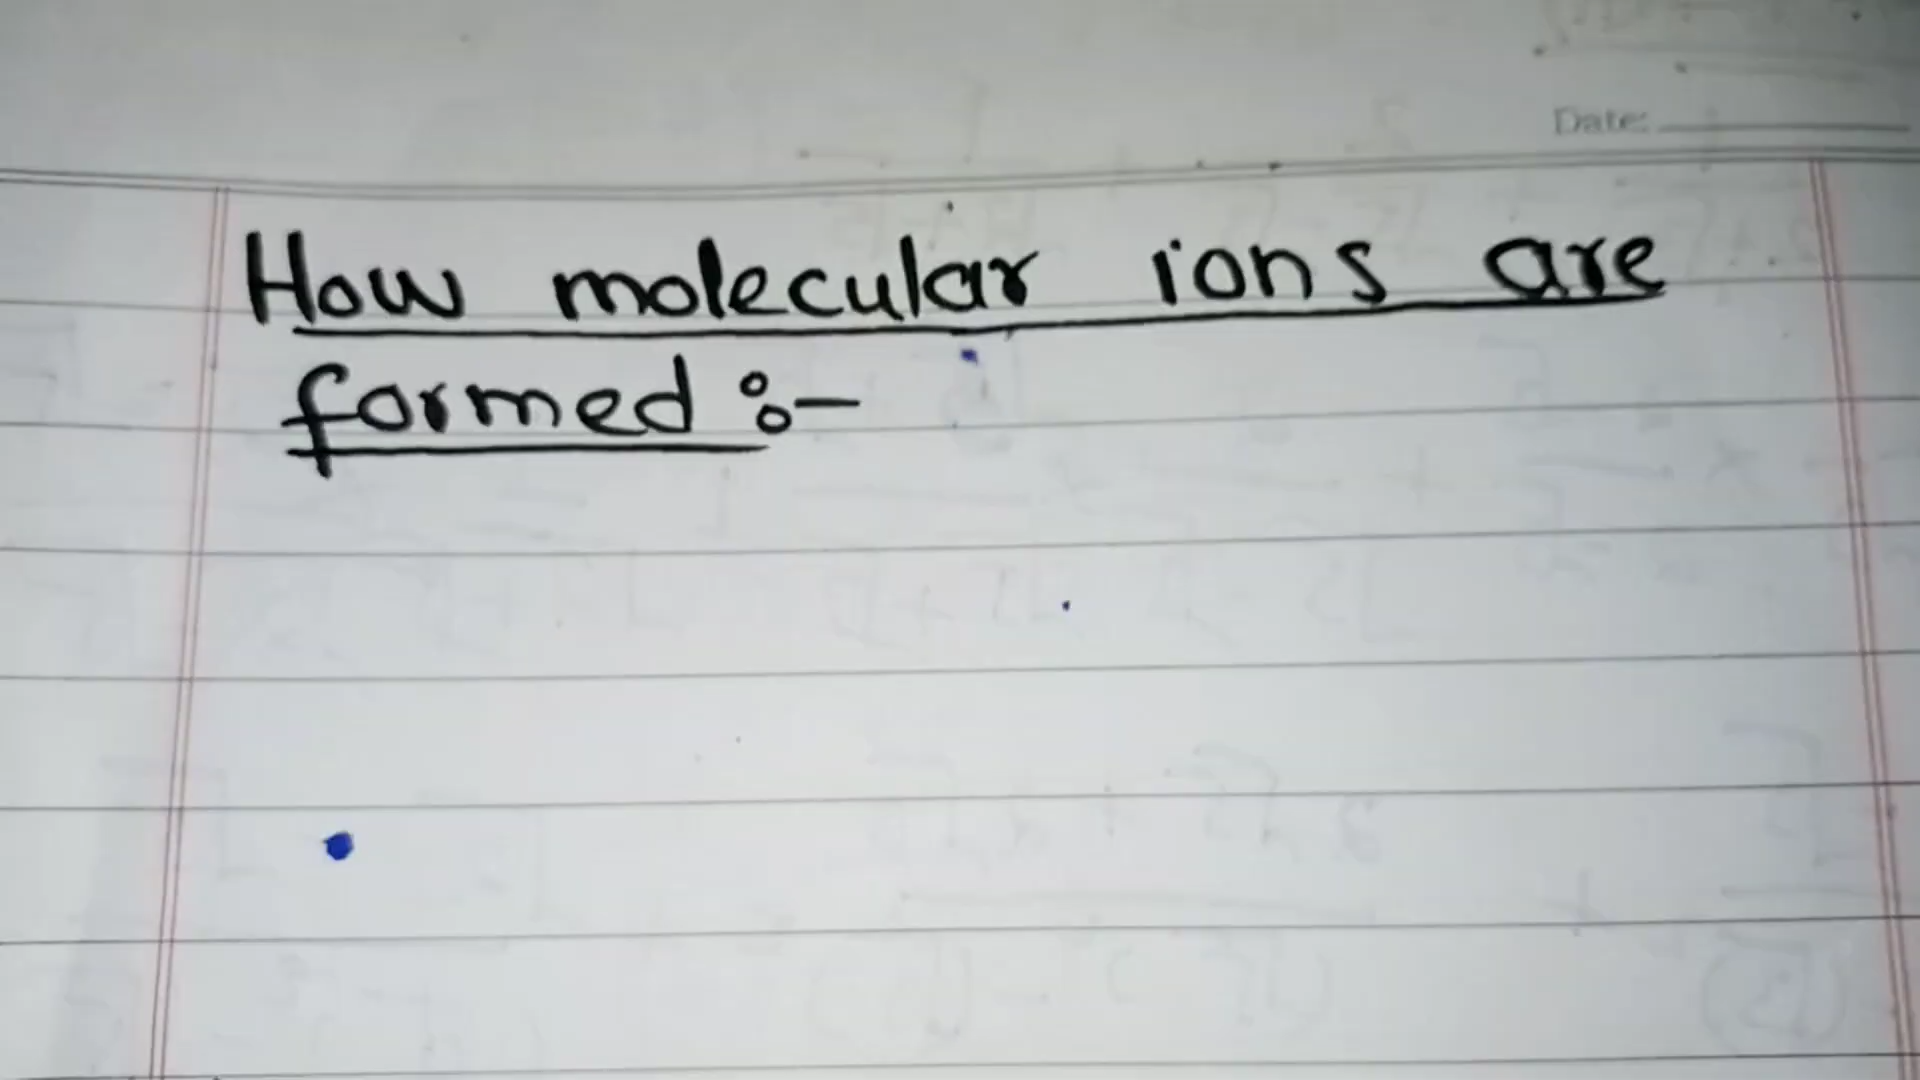 Date:
How molecular ions are
formed :-